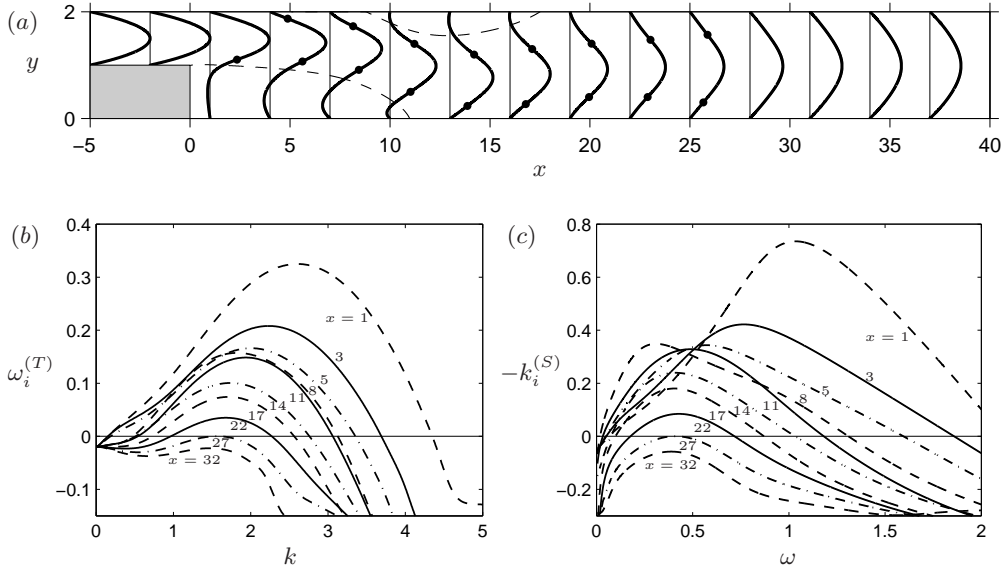 (a)
2
y
0
−5 0 5 10 15 20 25 30 35 40
x
(b)
0.4
0.3
0.2
ω_i^{(T)}
0.1
0
−0.1
x = 1
3
5
8
11
14
17
22
27
x = 32
0 1 2 3 4 5
k
(c)
0.8
0.6
0.4
−k_i^{(S)}
0.2
0
−0.2
x = 1
3
5
8
11
14
17
22
27
x = 32
0 0.5 1 1.5 2
ω